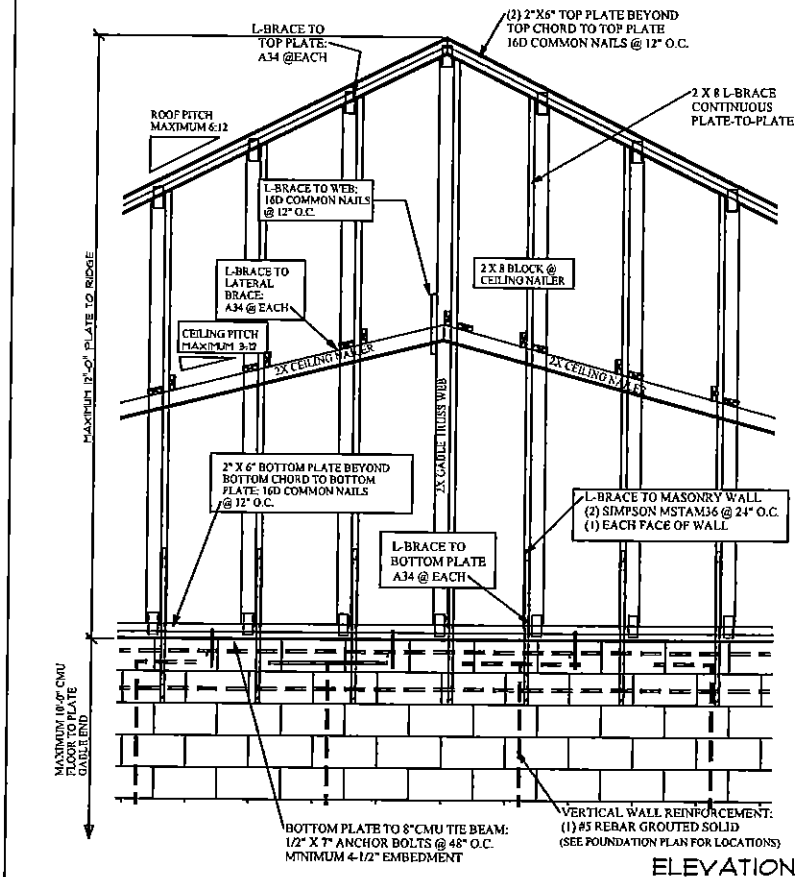 L-BRACE TO
TOP PLATE:
A34 @EACH
(2) 2"X6" TOP PLATE BEYOND
TOP CHORD TO TOP PLATE
16D COMMON NAILS @ 12" O.C.
2 X 8 L-BRACE
CONTINUOUS
PLATE-TO-PLATE
ROOF PITCH
MAXIMUM 6:12
L-BRACE TO WEB:
16D COMMON NAILS
@ 12" O.C.
L-BRACE TO
LATERAL
BRACE:
A34 @ EACH
2 X 8 BLOCK @
CEILING NAILER
CEILING PITCH
MAXIMUM 3:12
2X CEILING NAILER
2X CEILING NAILER
MAXIMUM 12'-0" PLATE TO RIDGE
2X GABLE TRUSS WEB
2" X 6" BOTTOM PLATE BEYOND
BOTTOM CHORD TO BOTTOM
PLATE; 16D COMMON NAILS
@ 12" O.C.
L-BRACE TO MASONRY WALL
(2) SIMPSON MSTAM36 @ 24" O.C.
(1) EACH FACE OF WALL
L-BRACE TO
BOTTOM PLATE
A34 @ EACH
MAXIMUM 10'-0" CMU
FLOOR TO PLATE
GABLE END
BOTTOM PLATE TO 8"CMU TIE BEAM:
1/2" X 7" ANCHOR BOLTS @ 48" O.C.
MINIMUM 4-1/2" EMBEDMENT
VERTICAL WALL REINFORCEMENT:
(1) #5 REBAR GROUTED SOLID
(SEE FOUNDATION PLAN FOR LOCATIONS)
ELEVATION